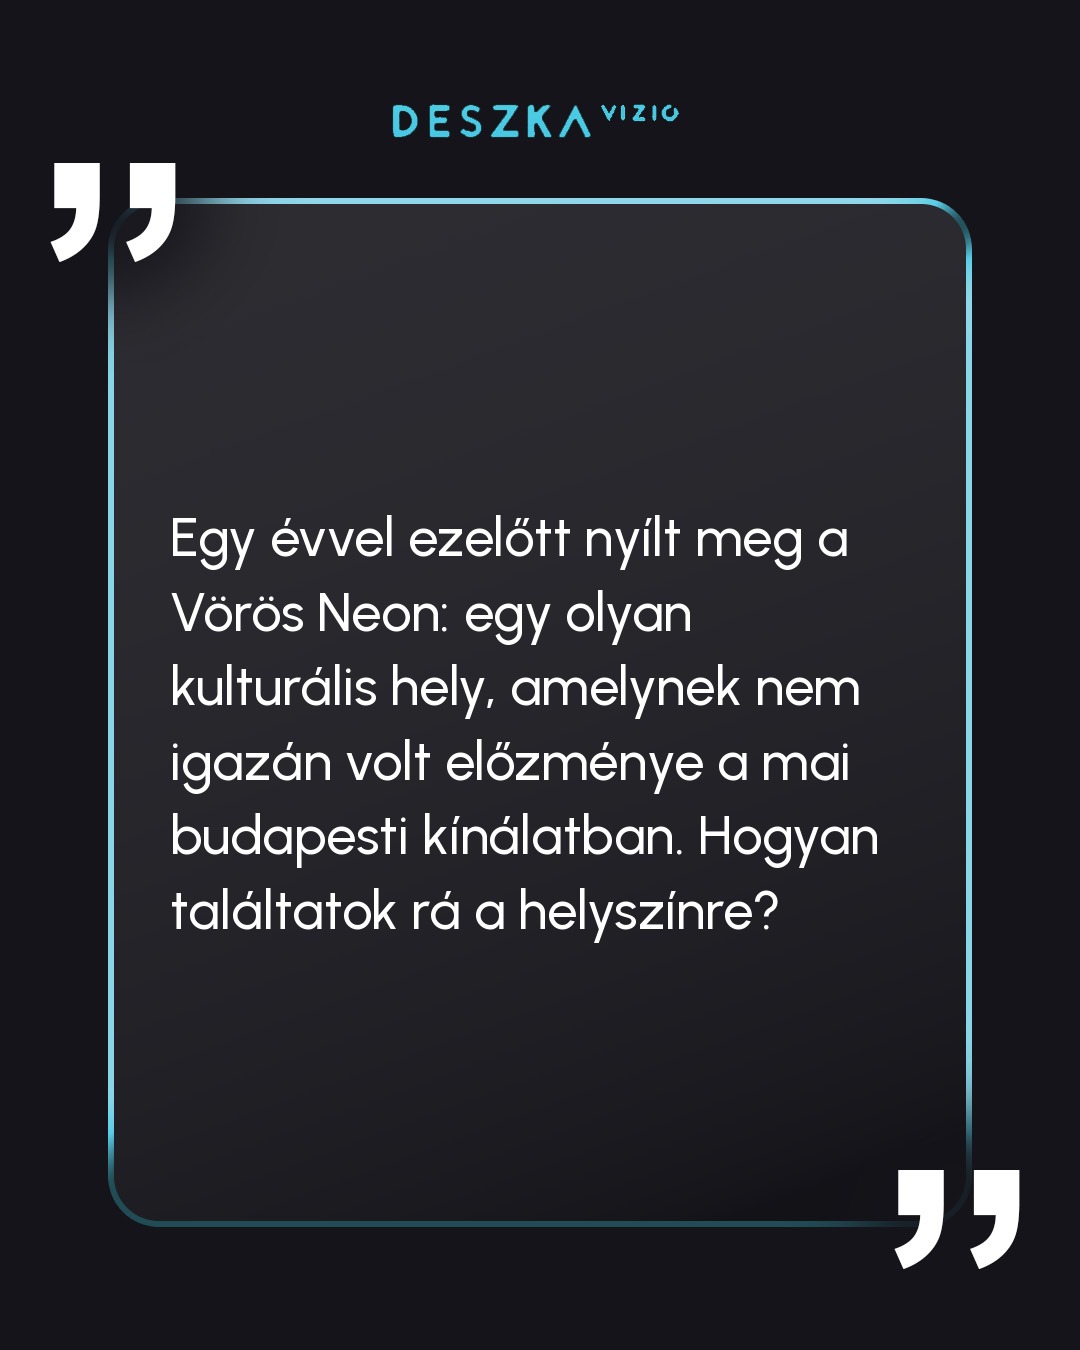 DESZKA VIZIO
Egy évvel ezelőtt nyílt meg a
Vörös Neon: egy olyan
kulturális hely, amelynek nem
igazán volt előzménye a mai
budapesti kínálatban. Hogyan
találtatok rá a helyszínre?